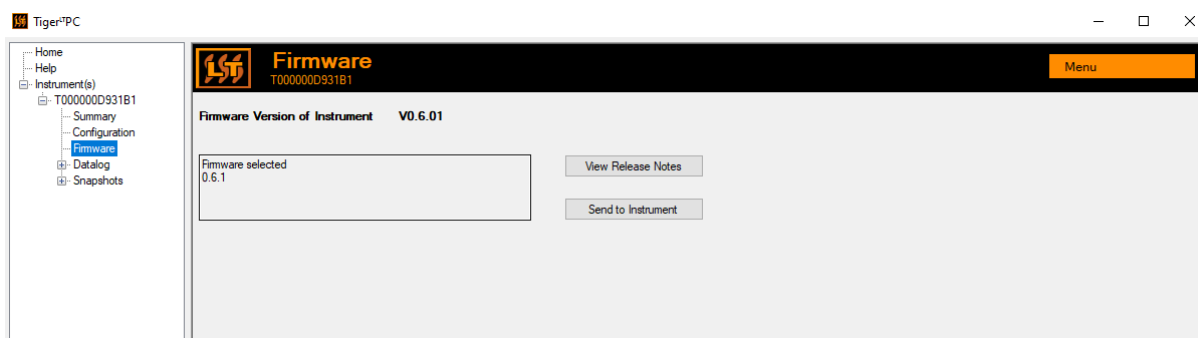 TigerLTPC
Home
Help
Instrument(s)
T000000D931B1
Summary
Configuration
Firmware
Datalog
Snapshots
Firmware
T000000D931B1
Menu
Firmware Version of Instrument V0.6.01
Firmware selected
0.6.1
View Release Notes
Send to Instrument